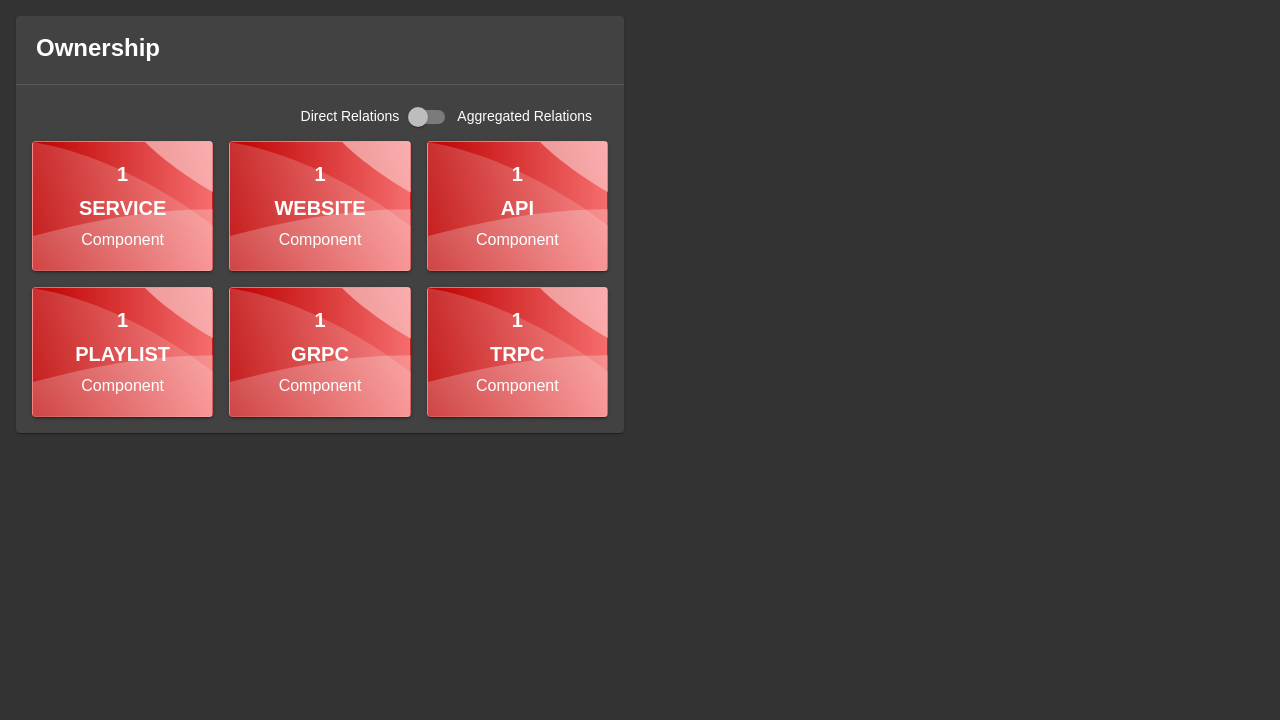 Ownership
Direct Relations Aggregated Relations
1
SERVICE
Component
1
WEBSITE
Component
1
API
Component
1
PLAYLIST
Component
1
GRPC
Component
1
TRPC
Component